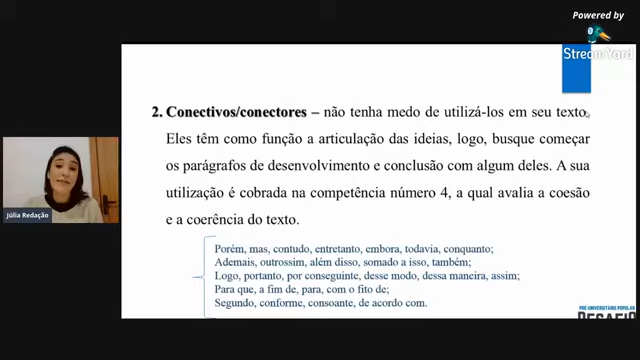 Powered by
StreamYard
2. Conectivos/conectores – não tenha medo de utilizá-los em seu texto.
Eles têm como função a articulação das ideias, logo, busque começar
os parágrafos de desenvolvimento e conclusão com algum deles. A sua
utilização é cobrada na competência número 4, a qual avalia a coesão
e a coerência do texto.
Júlia Redação
Porém, mas, contudo, entretanto, embora, todavia, conquanto;
Ademais, outrossim, além disso, somado a isso, também;
Logo, portanto, por conseguinte, desse modo, dessa maneira, assim;
Para que, a fim de, para, com o fito de;
Segundo, conforme, consoante, de acordo com.
PRÉ-UNIVERSITÁRIO POPULAR
DESAFIO